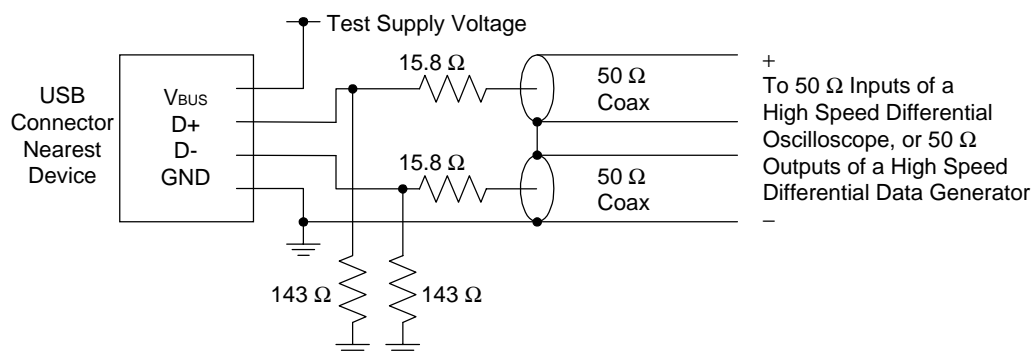 Test Supply Voltage
15.8 Ω
50 Ω
Coax
USB
Connector
Nearest
Device
VBUS
D+
D-
GND
15.8 Ω
50 Ω
Coax
+
To 50 Ω Inputs of a
High Speed Differential
Oscilloscope, or 50 Ω
Outputs of a High Speed
Differential Data Generator
−
143 Ω
143 Ω